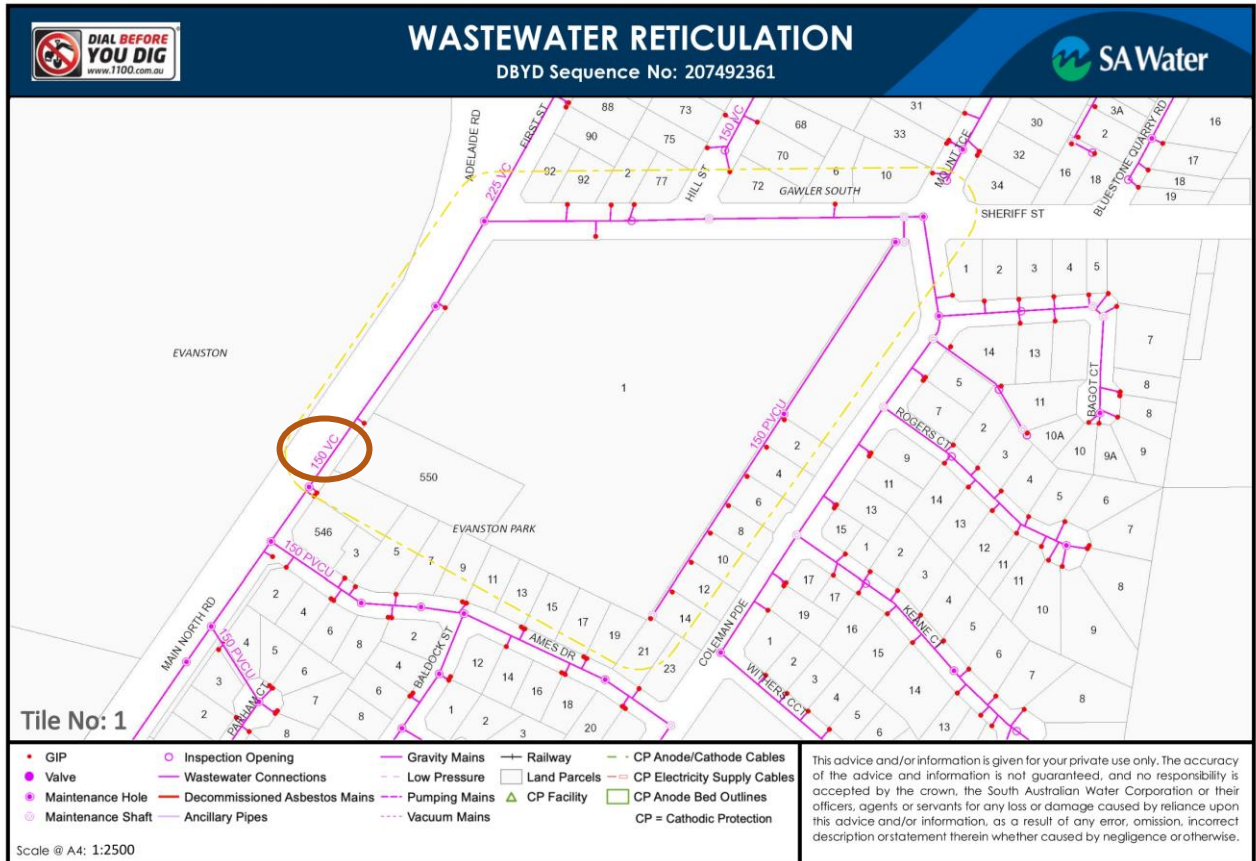 DIAL BEFORE
YOU DIG
www.1100.com.au
WASTEWATER RETICULATION
DBYD Sequence No: 207492361
SA Water
ADELAIDE RD
FIRST ST
225 VC
88
90
92
92
2
73
75
77
150 VC
HILL ST
68
70
72
6
10
GAWLER SOUTH
31
33
MOUNT TCE
30
32
34
16
18
3A
2
BLUESTONE QUARRY RD
16
17
18
19
SHERIFF ST
1
2
3
4
5
7
8
8
9
BAGOT CT
14
13
11
10A
10
9A
EVANSTON
1
150 VC
550
EVANSTON PARK
150 PVCU
2
4
6
8
10
12
14
5
7
2
3
4
5
6
7
8
9
ROGERS CT
9
11
13
15
14
13
12
11
11
10
1
2
3
4
5
6
7
8
KEANE CT
17
19
17
16
15
14
13
1
2
3
4
5
6
WITHERS CCT
COLEMAN PDE
546
3
5
7
9
11
13
15
17
19
21
23
150 PVCU
AMES DR
BALDOCK ST
MAIN NORTH RD
2
4
6
8
2
4
6
8
12
14
16
18
20
1
2
3
150 PVCU
4
5
6
7
8
3
2
PARHAM CT
Tile No: 1
GIP
Valve
Maintenance Hole
Maintenance Shaft
Inspection Opening
Wastewater Connections
Decommissioned Asbestos Mains
Ancillary Pipes
Gravity Mains
Low Pressure
Pumping Mains
Vacuum Mains
Railway
Land Parcels
CP Facility
CP Anode/Cathode Cables
CP Electricity Supply Cables
CP Anode Bed Outlines
CP = Cathodic Protection
Scale @ A4: 1:2500
This advice and/or information is given for your private use only. The accuracy
of the advice and information is not guaranteed, and no responsibility is
accepted by the crown, the South Australian Water Corporation or their
officers, agents or servants for any loss or damage caused by reliance upon
this advice and/or information, as a result of any error, omission, incorrect
description orstatement therein whether caused by negligence or otherwise.